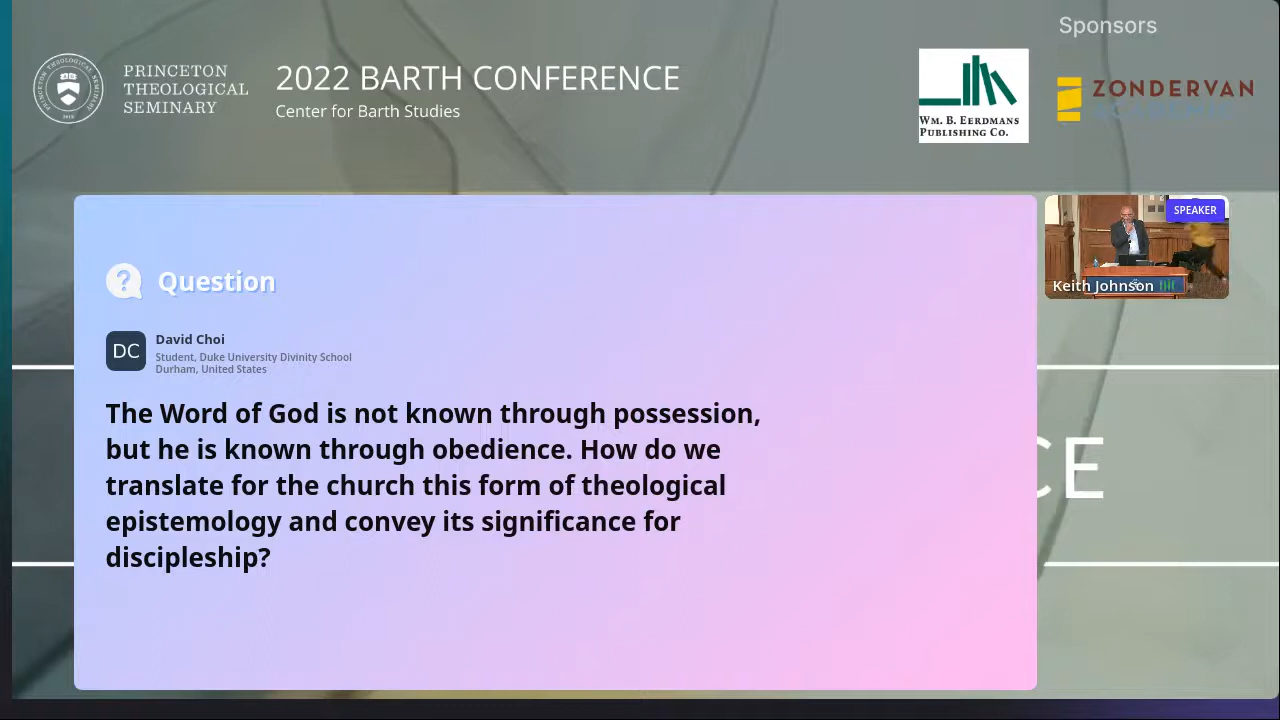 Sponsors
PRINCETON
THEOLOGICAL
SEMINARY
2022 BARTH CONFERENCE
Center for Barth Studies
WM. B. EERDMANS
PUBLISHING CO.
ZONDERVAN
ACADEMIC
SPEAKER
Keith Johnson
? Question
DC
David Choi
Student, Duke University Divinity School
Durham, United States
The Word of God is not known through possession,
but he is known through obedience. How do we
translate for the church this form of theological
epistemology and convey its significance for
discipleship?
CE